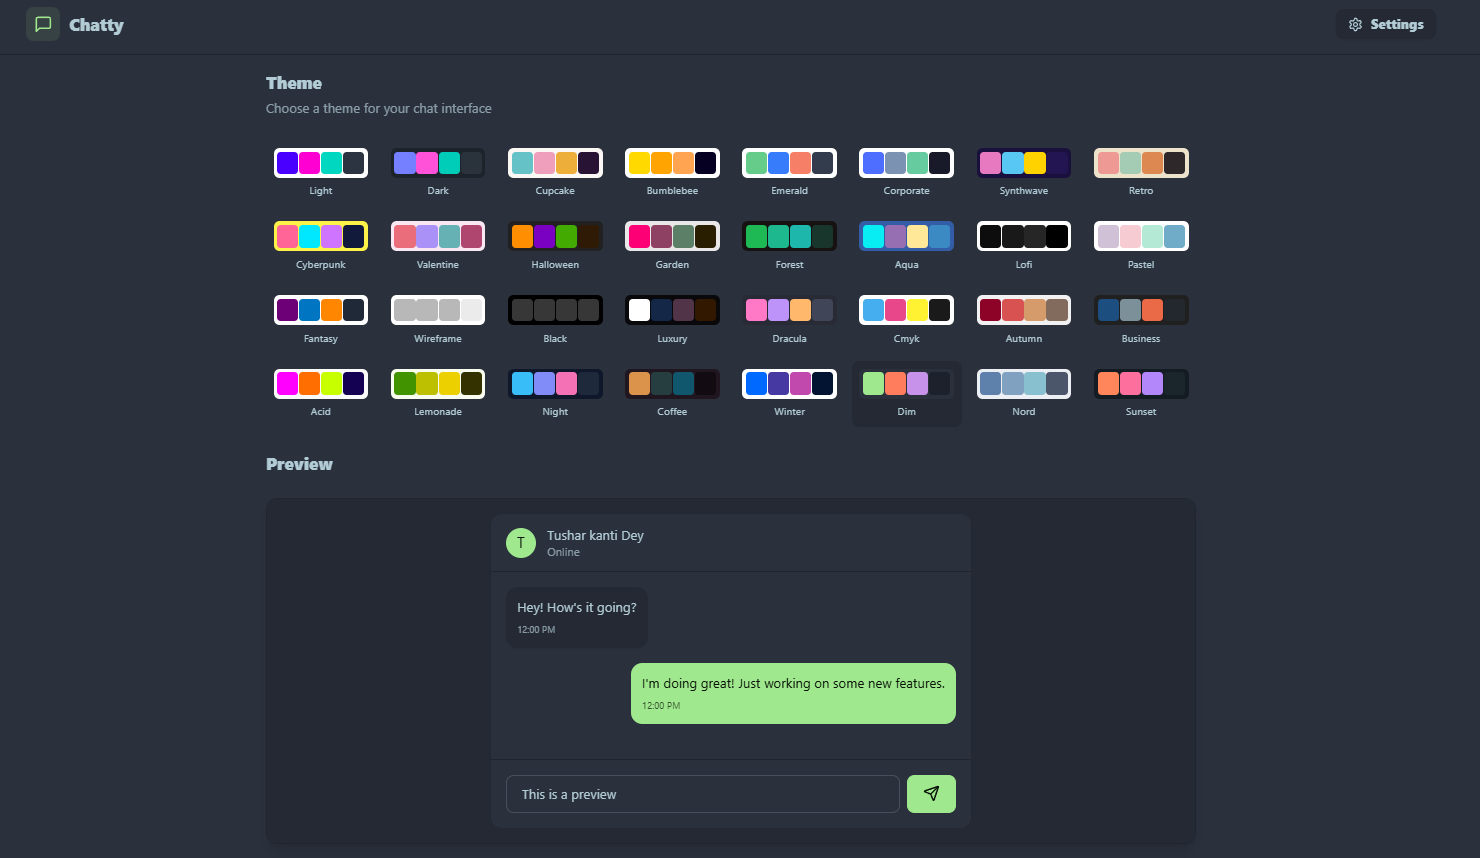 Chatty
Settings
Theme
Choose a theme for your chat interface
Light
Dark
Cupcake
Bumblebee
Emerald
Corporate
Synthwave
Retro
Cyberpunk
Valentine
Halloween
Garden
Forest
Aqua
Lofi
Pastel
Fantasy
Wireframe
Black
Luxury
Dracula
Cmyk
Autumn
Business
Acid
Lemonade
Night
Coffee
Winter
Dim
Nord
Sunset
Preview
T
Tushar kanti Dey
Online
Hey! How's it going?
12:00 PM
I'm doing great! Just working on some new features.
12:00 PM
This is a preview